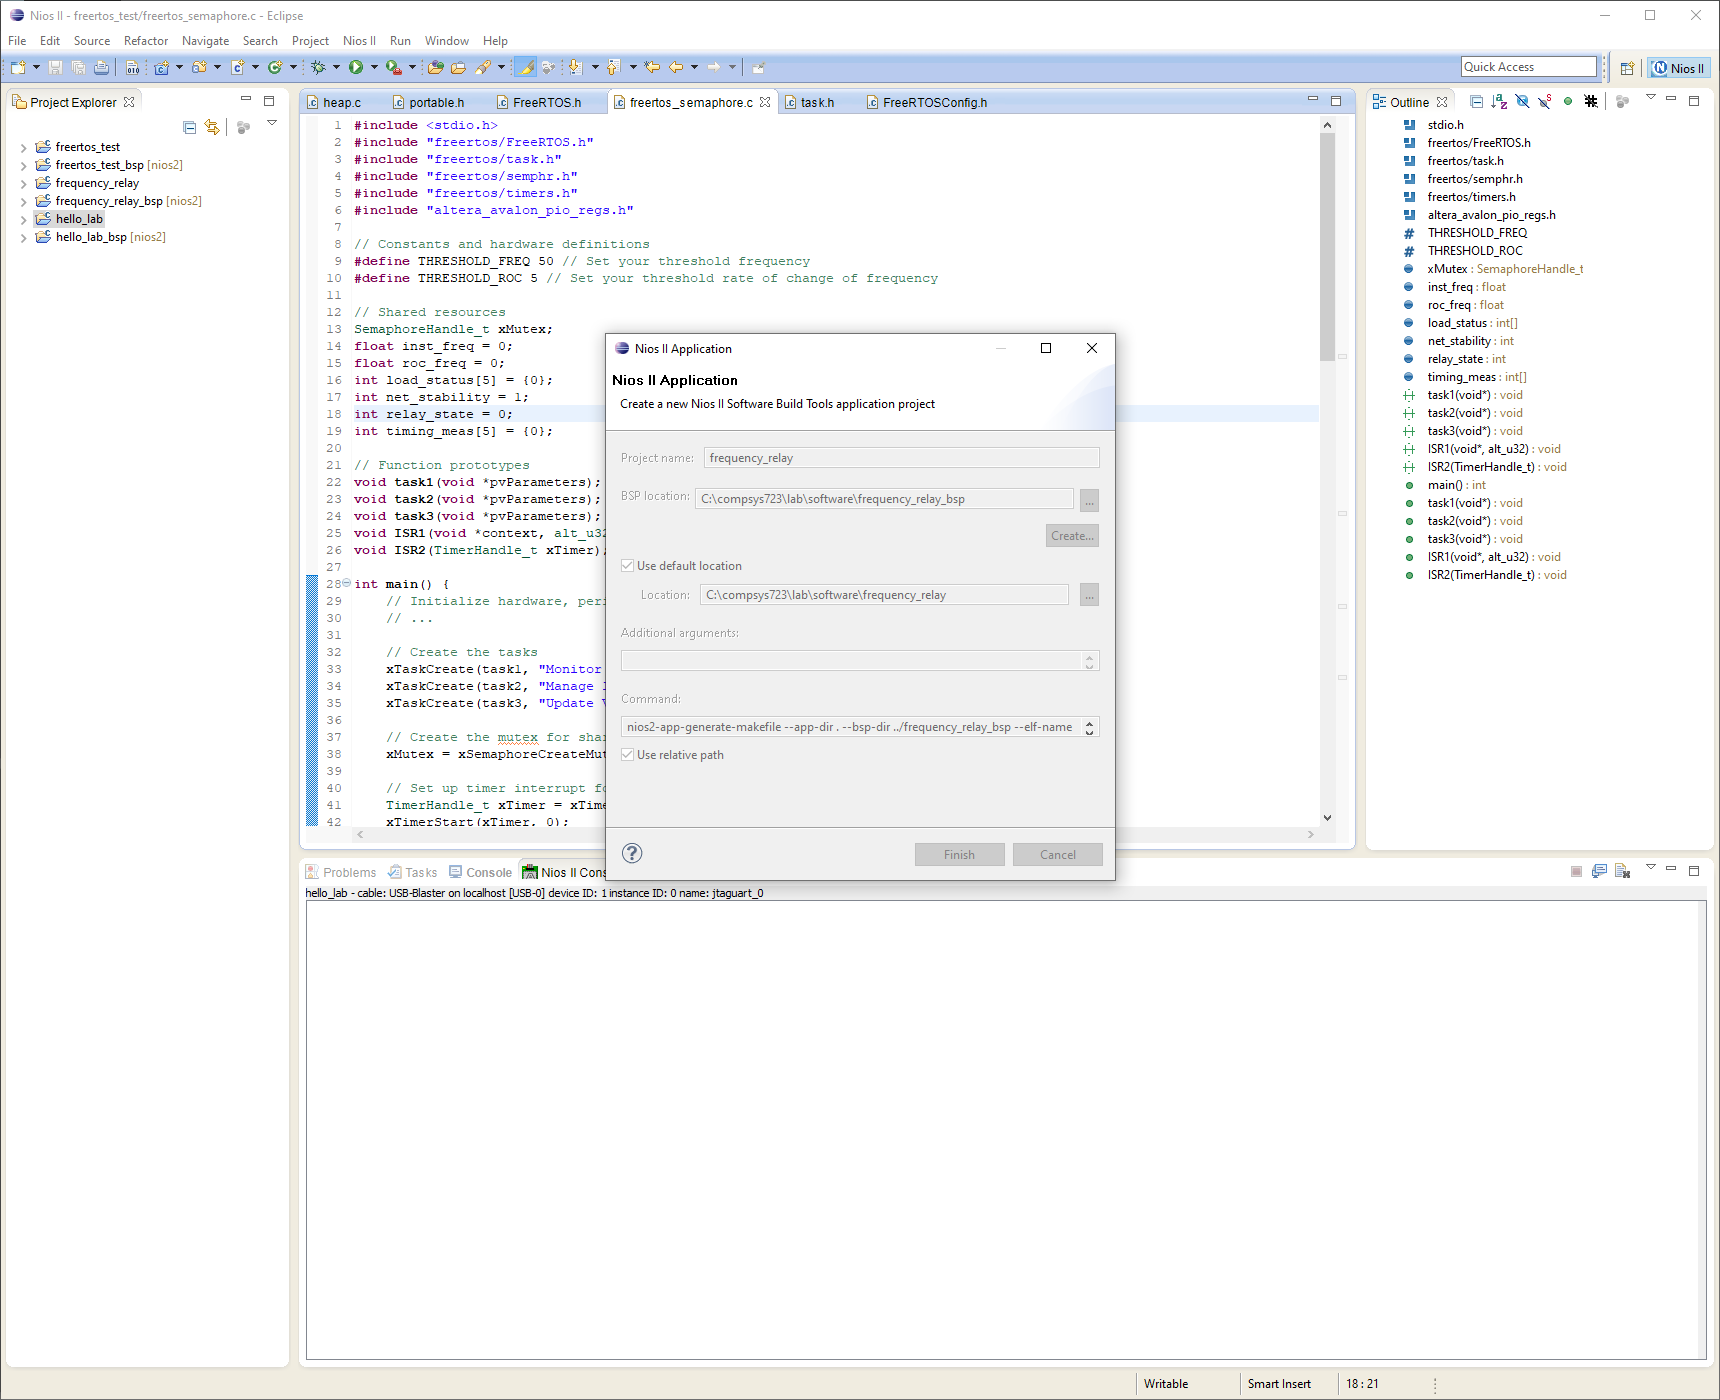 Nios II - freertos_test/freertos_semaphore.c - Eclipse
File Edit Source Refactor Navigate Search Project Nios II Run Window Help
Quick Access
Nios II
Project Explorer
freertos_test
freertos_test_bsp [nios2]
frequency_relay
frequency_relay_bsp [nios2]
hello_lab
hello_lab_bsp [nios2]
heap.c portable.h FreeRTOS.h freertos_semaphore.c task.h FreeRTOSConfig.h
1 #include <stdio.h>
2 #include "freertos/FreeRTOS.h"
3 #include "freertos/task.h"
4 #include "freertos/semphr.h"
5 #include "freertos/timers.h"
6 #include "altera_avalon_pio_regs.h"
7
8 // Constants and hardware definitions
9 #define THRESHOLD_FREQ 50 // Set your threshold frequency
10 #define THRESHOLD_ROC 5 // Set your threshold rate of change of frequency
11
12 // Shared resources
13 SemaphoreHandle_t xMutex;
14 float inst_freq = 0;
15 float roc_freq = 0;
16 int load_status[5] = {0};
17 int net_stability = 1;
18 int relay_state = 0;
19 int timing_meas[5] = {0};
20
21 // Function prototypes
22 void task1(void *pvParameters);
23 void task2(void *pvParameters);
24 void task3(void *pvParameters);
25 void ISR1(void *context, alt_u32
26 void ISR2(TimerHandle_t xTimer);
27
28 int main() {
29 // Initialize hardware, peri
30 // ...
31
32 // Create the tasks
33 xTaskCreate(task1, "Monitor
34 xTaskCreate(task2, "Manage
35 xTaskCreate(task3, "Update
36
37 // Create the mutex for sha
38 xMutex = xSemaphoreCreateMut
39
40 // Set up timer interrupt fo
41 TimerHandle_t xTimer = xTime
42 xTimerStart(xTimer, 0);
Nios II Application
Nios II Application
Create a new Nios II Software Build Tools application project
Project name: frequency_relay
BSP location: C:\compsys723\lab\software\frequency_relay_bsp ...
Create...
Use default location
Location: C:\compsys723\lab\software\frequency_relay ...
Additional arguments:
Command:
nios2-app-generate-makefile --app-dir . --bsp-dir ../frequency_relay_bsp --elf-name
Use relative path
Finish Cancel
Outline
stdio.h
freertos/FreeRTOS.h
freertos/task.h
freertos/semphr.h
freertos/timers.h
altera_avalon_pio_regs.h
THRESHOLD_FREQ
THRESHOLD_ROC
xMutex : SemaphoreHandle_t
inst_freq : float
roc_freq : float
load_status : int[]
net_stability : int
relay_state : int
timing_meas : int[]
task1(void*) : void
task2(void*) : void
task3(void*) : void
ISR1(void*, alt_u32) : void
ISR2(TimerHandle_t) : void
main() : int
task1(void*) : void
task2(void*) : void
task3(void*) : void
ISR1(void*, alt_u32) : void
ISR2(TimerHandle_t) : void
Problems Tasks Console Nios II Cons
hello_lab - cable: USB-Blaster on localhost [USB-0] device ID: 1 instance ID: 0 name: jtaguart_0
Writable Smart Insert 18 : 21